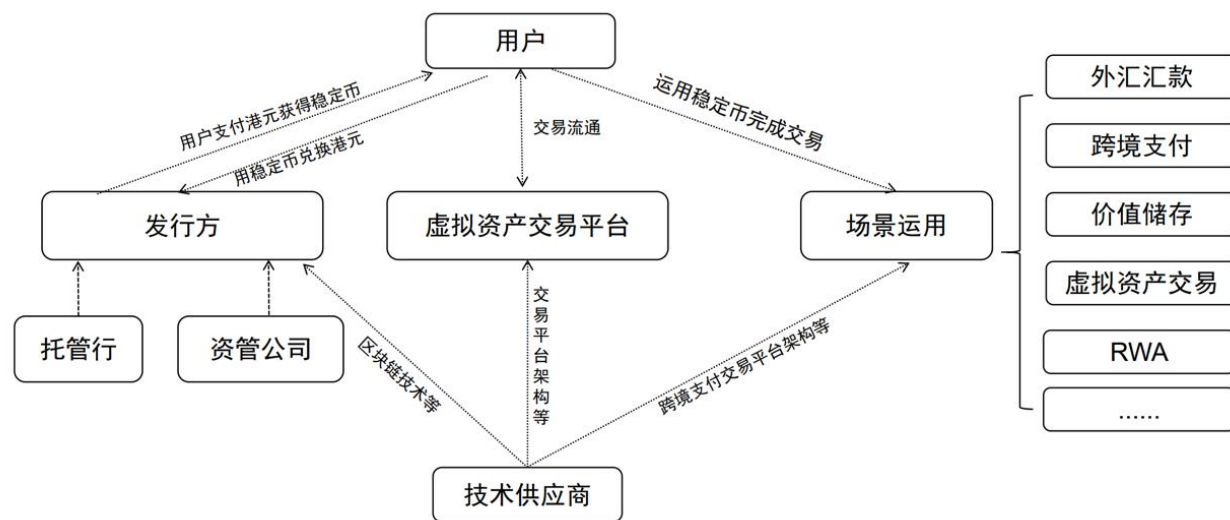 用户
外汇汇款
用户支付港元获得稳定币
用稳定币兑换港元
交易流通
运用稳定币完成交易
跨境支付
发行方
虚拟资产交易平台
场景运用
价值储存
虚拟资产交易
托管行
资管公司
区块链技术等
交易平台架构等
跨境支付交易平台架构等
RWA
......
技术供应商